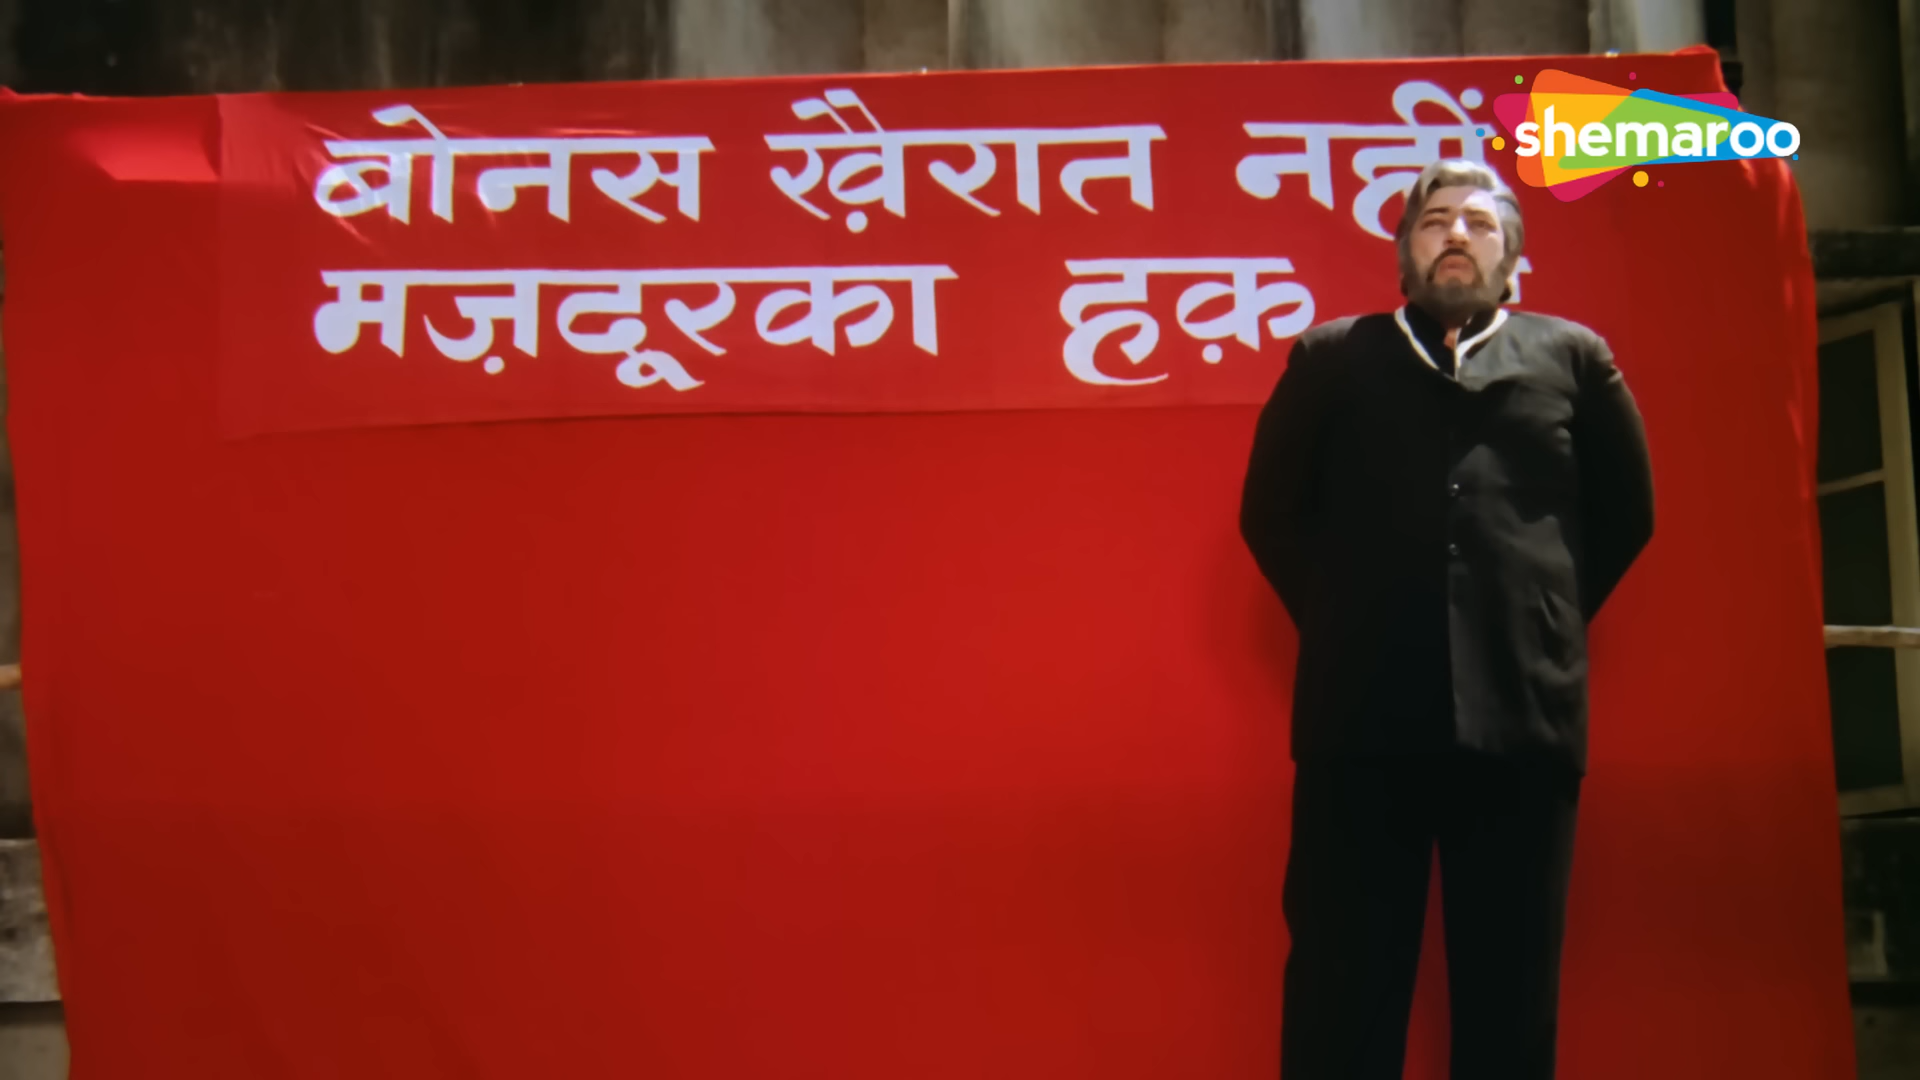 बोनस ख़ैरात नहीं
मज़दूरका हक़
shemaroo